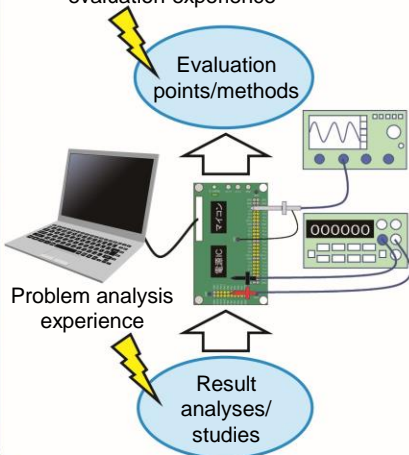 evaluation experience
Evaluation
points/methods
マイコン
電源IC
000000
Problem analysis
experience
Result
analyses/
studies